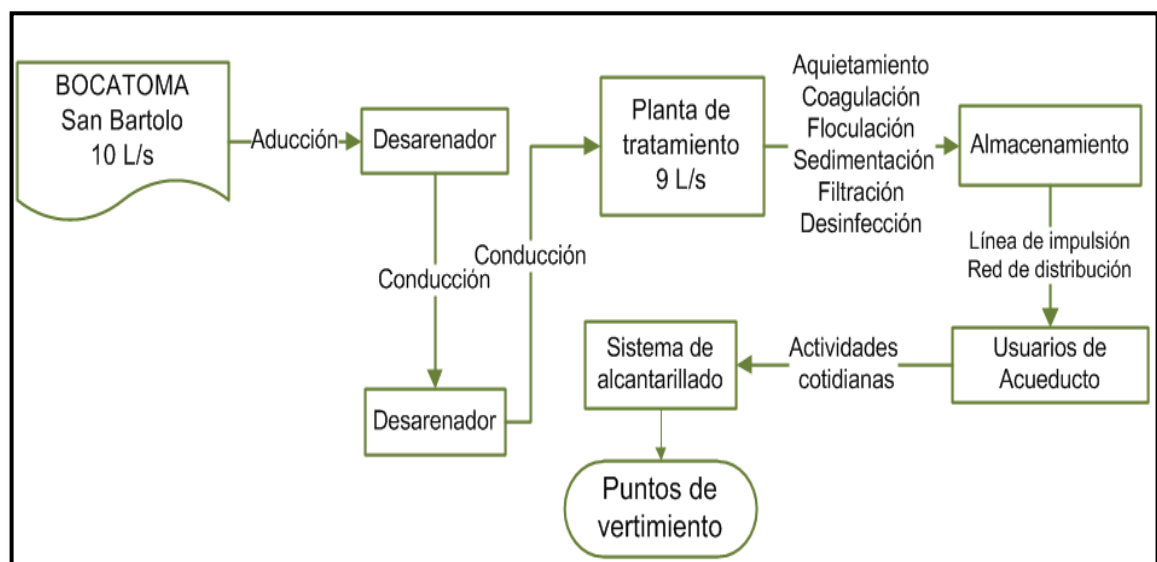 BOCATOMA
San Bartolo
10 L/s
Aducción
Desarenador
Conducción
Desarenador
Conducción
Planta de
tratamiento
9 L/s
Aquietamiento
Coagulación
Floculación
Sedimentación
Filtración
Desinfección
Almacenamiento
Línea de impulsión
Red de distribución
Usuarios de
Acueducto
Actividades
cotidianas
Sistema de
alcantarillado
Puntos de
vertimiento